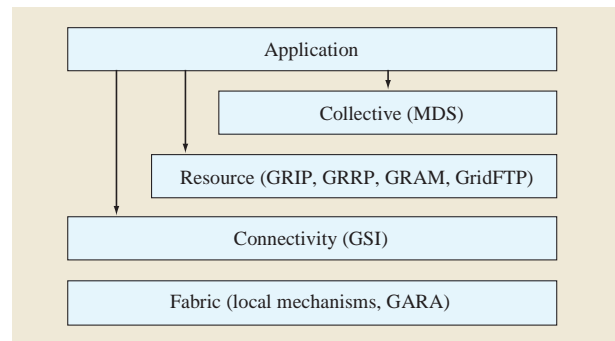 Application
Collective (MDS)
Resource (GRIP, GRRP, GRAM, GridFTP)
Connectivity (GSI)
Fabric (local mechanisms, GARA)